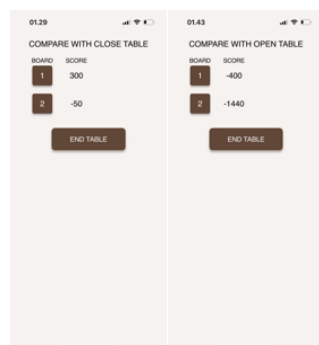 01.29
COMPARE WITH CLOSE TABLE
BOARD SCORE
1 300
2 -50
END TABLE
01.43
COMPARE WITH OPEN TABLE
BOARD SCORE
1 -400
2 -1440
END TABLE